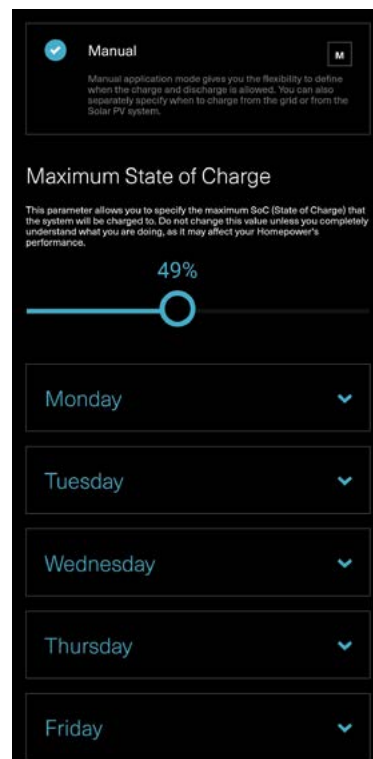 Manual
M
Manual application mode gives you the flexibility to define
when the charge and discharge is allowed. You can also
separately specify when to charge from the grid or from the
Solar PV system.
Maximum State of Charge
This parameter allows you to specify the maximum SoC (State of Charge) that
the system will be charged to. Do not change this value unless you completely
understand what you are doing, as it may affect your Homepower's
performance.
49%
Monday
Tuesday
Wednesday
Thursday
Friday